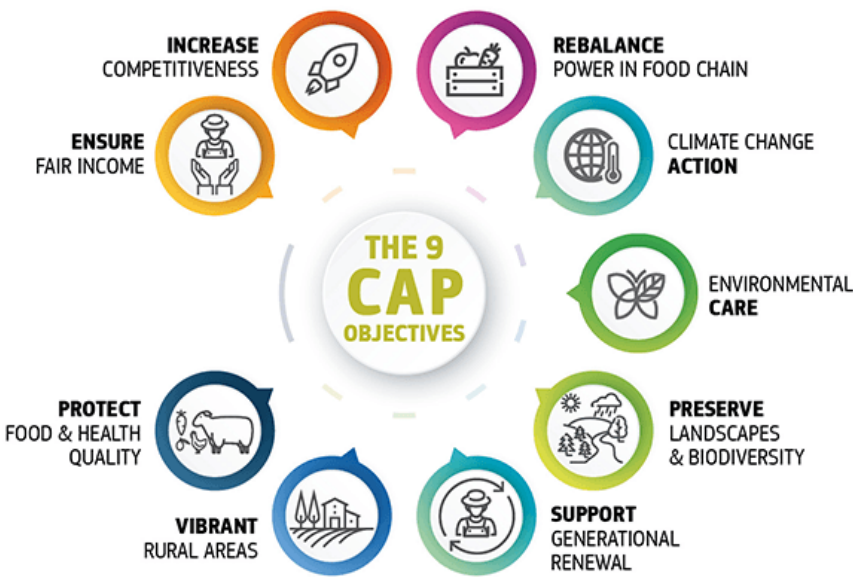 THE 9
CAP
OBJECTIVES
ENSURE
FAIR INCOME
INCREASE
COMPETITIVENESS
REBALANCE
POWER IN FOOD CHAIN
CLIMATE CHANGE
ACTION
ENVIRONMENTAL
CARE
PRESERVE
LANDSCAPES
& BIODIVERSITY
SUPPORT
GENERATIONAL
RENEWAL
VIBRANT
RURAL AREAS
PROTECT
FOOD & HEALTH
QUALITY